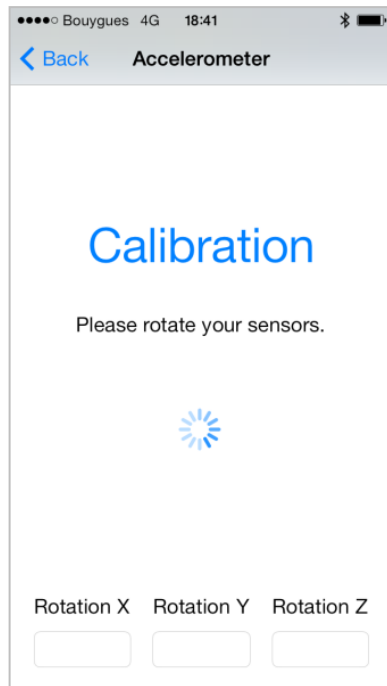 Bouygues 4G 18:41
Back Accelerometer
Calibration
Please rotate your sensors.
Rotation X Rotation Y Rotation Z